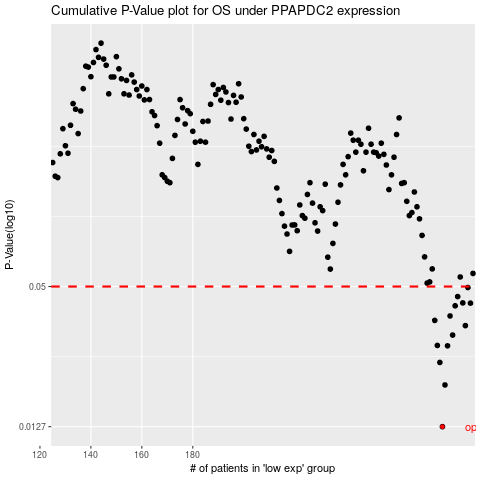 Cumulative P-Value plot for OS under PPAPDC2 expression
P-Value(log10)
0.05
0.0127
op
120 140 160 180
# of patients in 'low exp' group